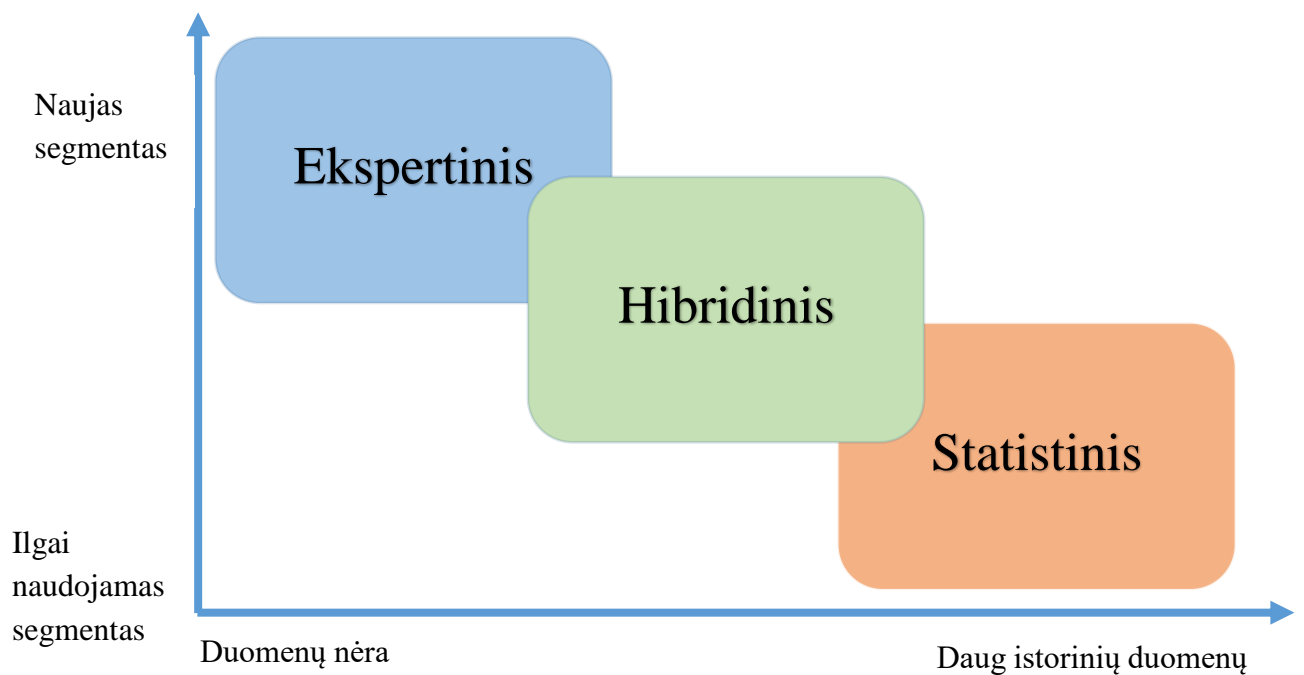 Naujas
segmentas
Ekspertinis
Hibridinis
Statistinis
Ilgai
naudojamas
segmentas
Duomenų nėra
Daug istorinių duomenų